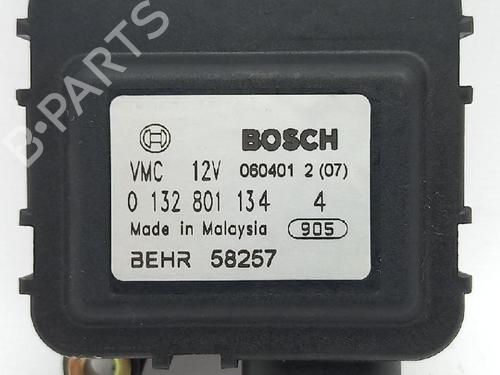 B-PARTS
BOSCH
VMC 12V 060401 2 (07)
0 132 801 134 4
Made in Malaysia 905
BEHR 58257